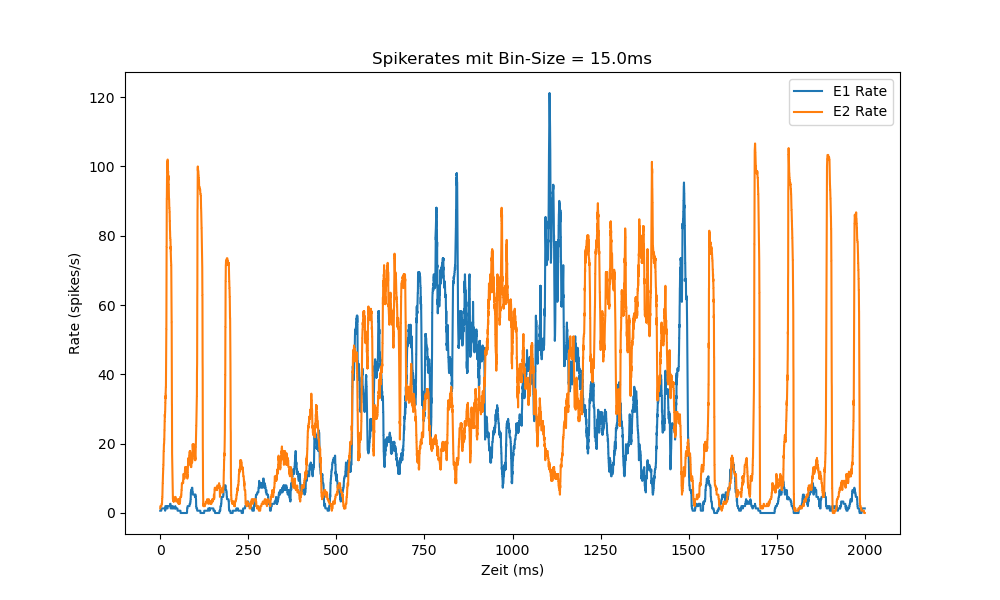 Spikerates mit Bin-Size = 15.0ms
E1 Rate
E2 Rate
Rate (spikes/s)
120
100
80
60
40
20
0
0 250 500 750 1000 1250 1500 1750 2000
Zeit (ms)